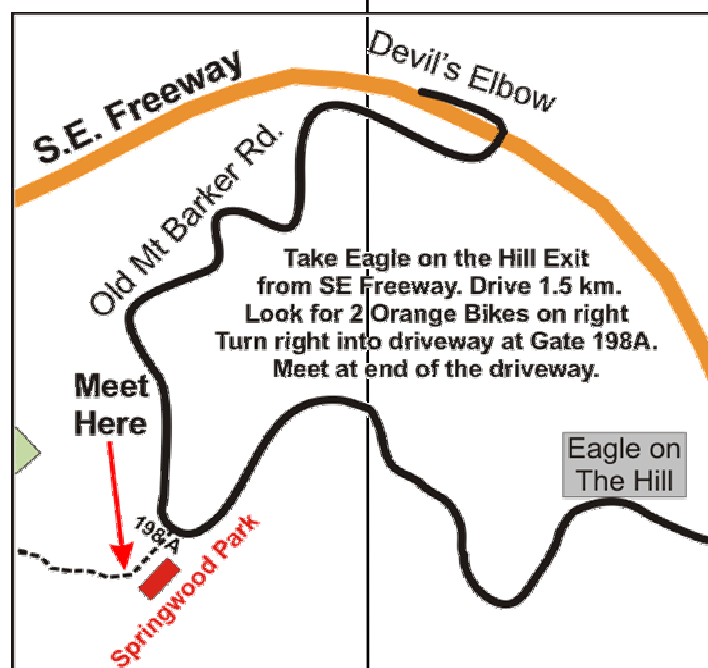 Devil's Elbow
S.E. Freeway
Old Mt Barker Rd.
Take Eagle on the Hill Exit
from SE Freeway. Drive 1.5 km.
Look for 2 Orange Bikes on right
Turn right into driveway at Gate 198A.
Meet at end of the driveway.
Meet
Here
Eagle on
The Hill
198A
Springwood Park